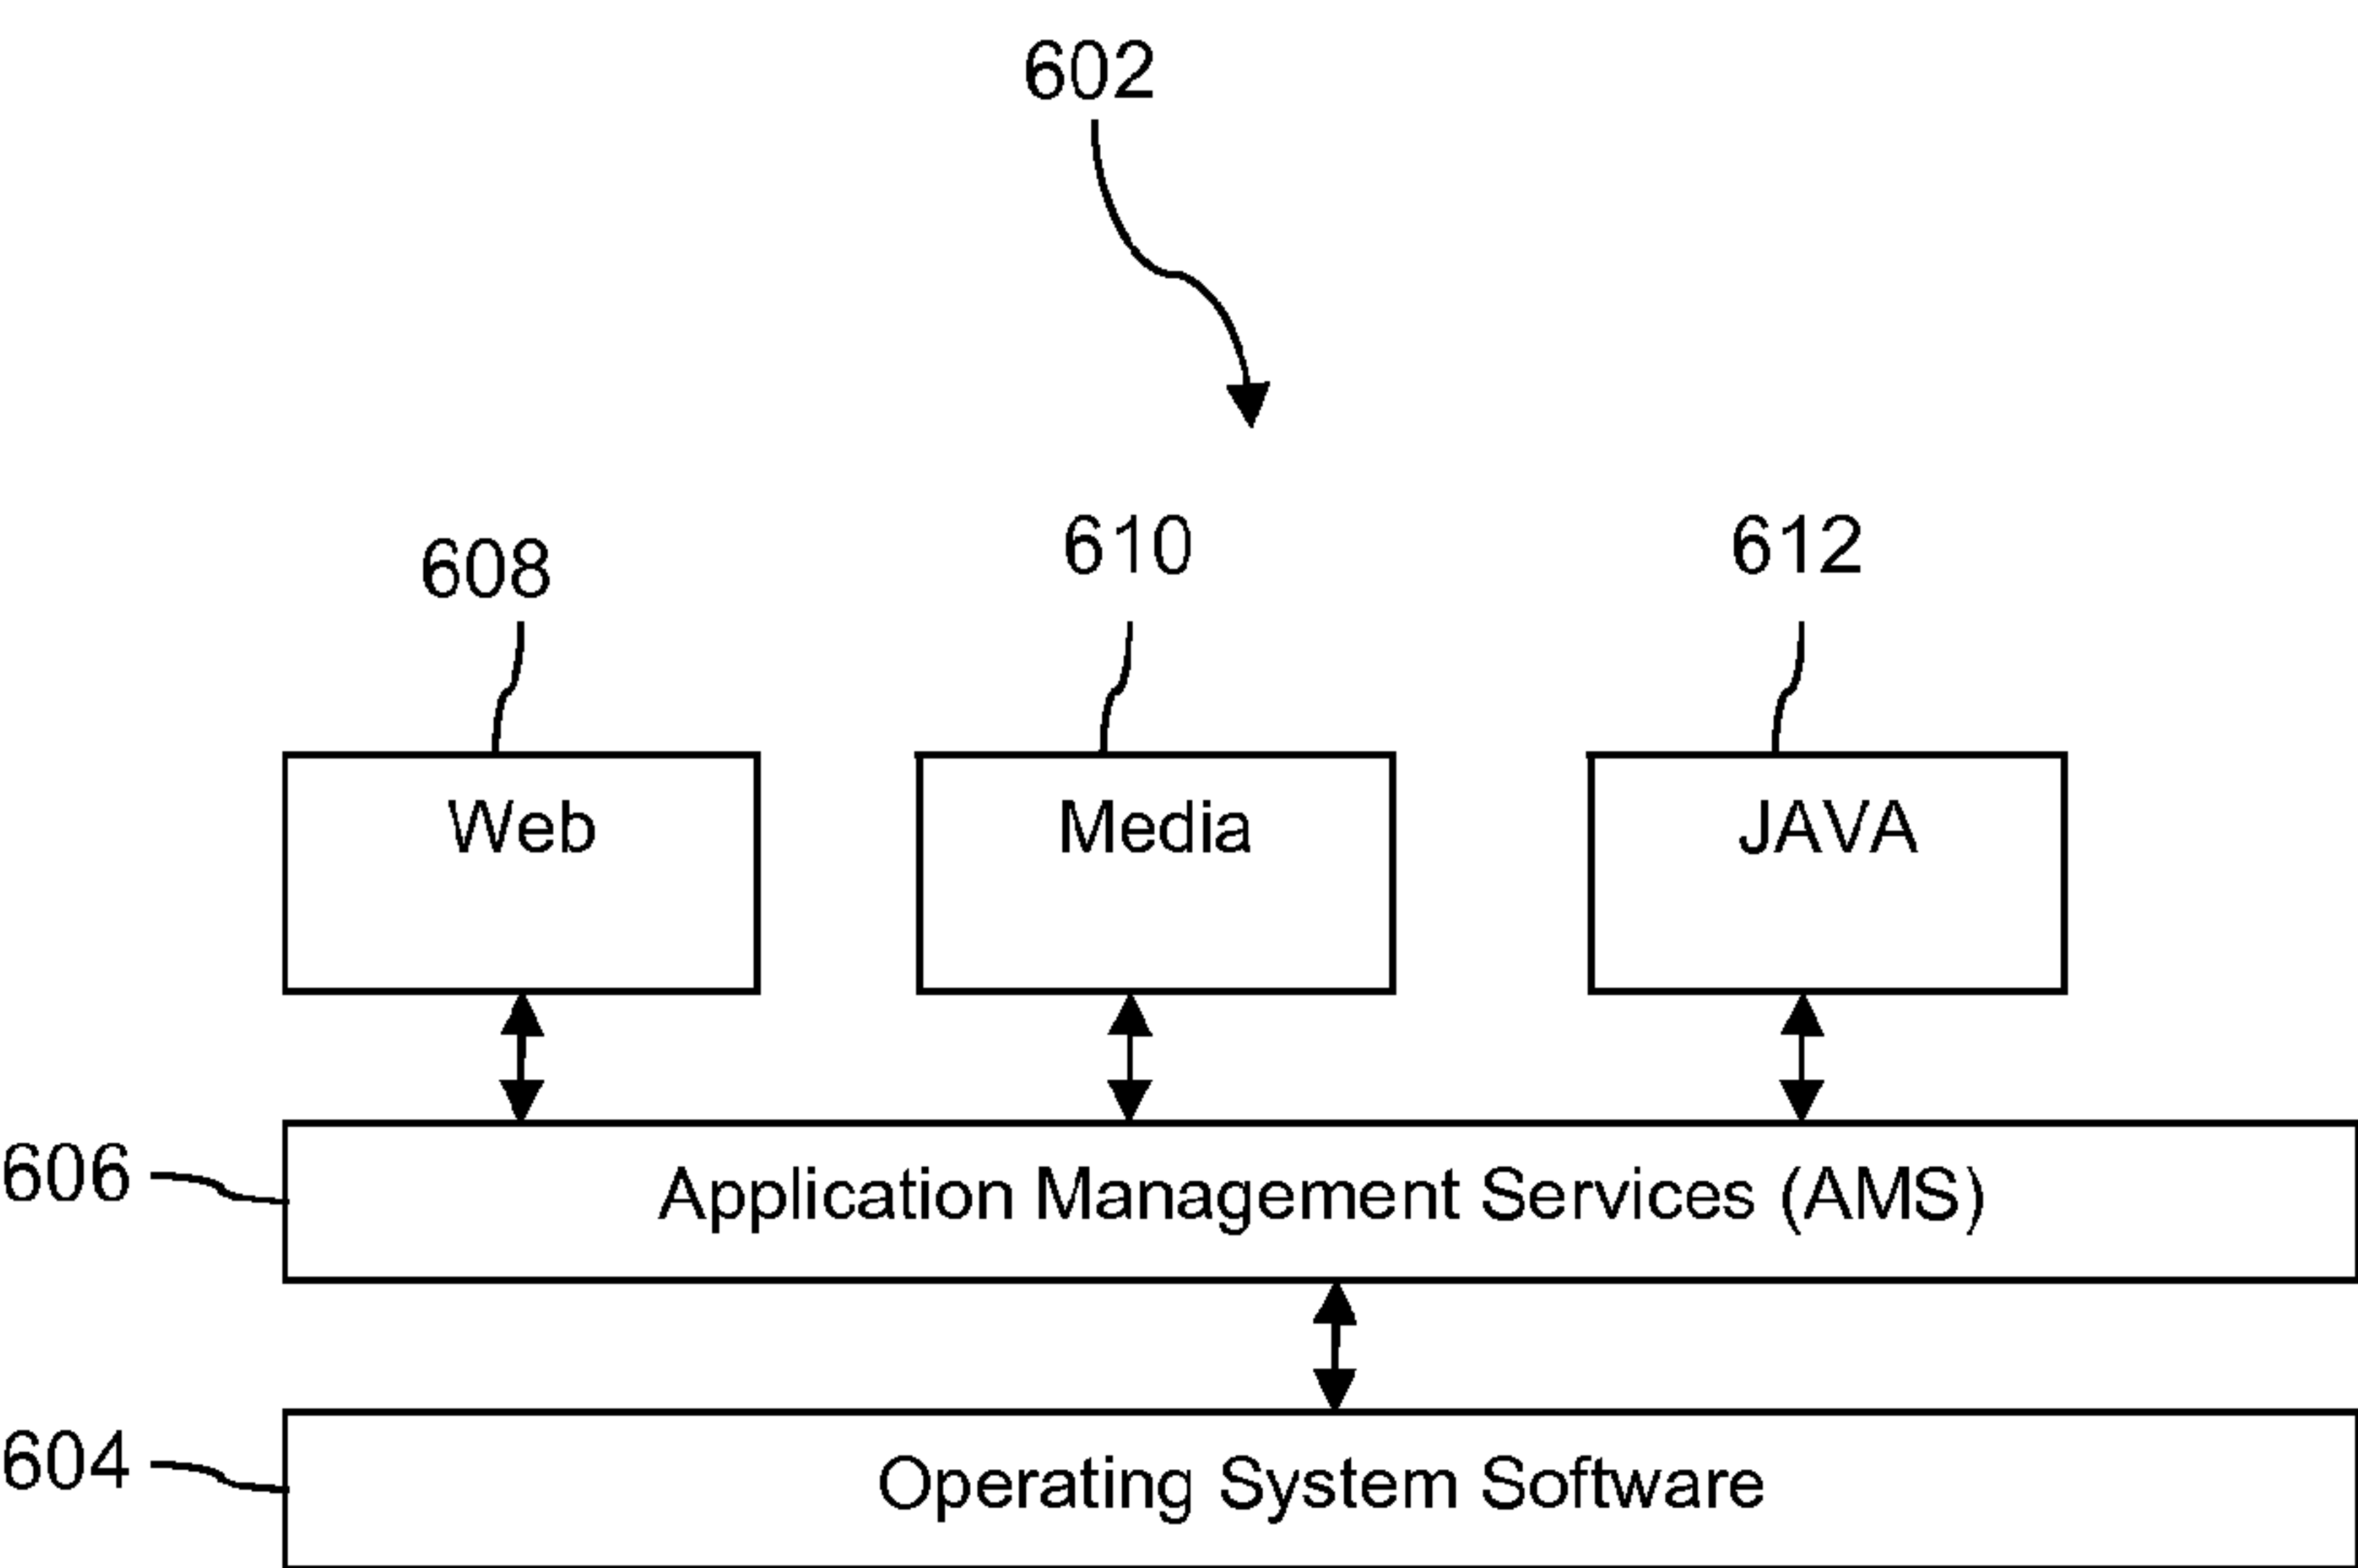 602
608
610
612
Web
Media
JAVA
606
Application Management Services (AMS)
604
Operating System Software